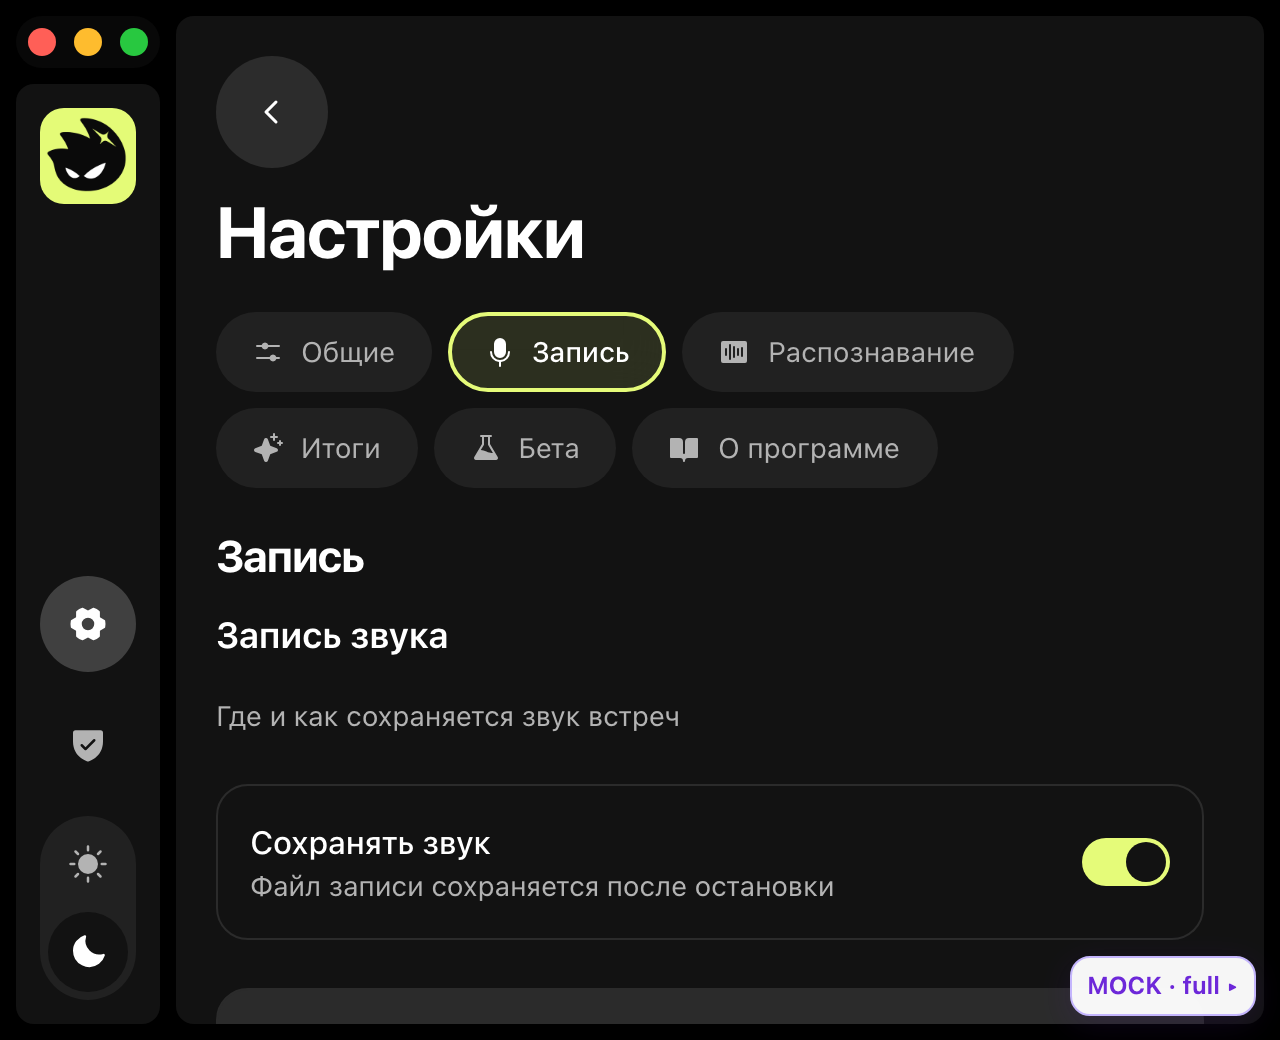 Настройки
Общие
Запись
Распознавание
Итоги
Бета
О программе
Запись
Запись звука
Где и как сохраняется звук встреч
Сохранять звук
Файл записи сохраняется после остановки
MOCK · full ▸